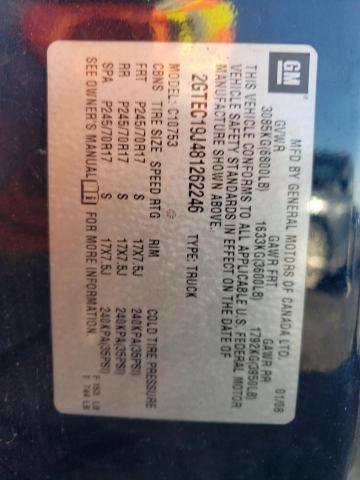 GM
MFD BY GENERAL MOTORS OF CANADA LTD. 01/08
GVWR GAWR FRT GAWR RR
3085KG(6800LB) 1633KG(3600LB) 1792KG(3950LB)
THIS VEHICLE CONFORMS TO ALL APPLICABLE U.S. FEDERAL MOTOR
VEHICLE SAFETY STANDARDS IN EFFECT ON THE DATE OF
MANUFACTURE SHOWN ABOVE.
2GTEC19J481262246 TYPE: TRUCK
MODEL: C10753
CBNS TIRE SIZE SPEED RTG RIM COLD TIRE PRESSURE
FRT P245/70R17 S 17X7.5J 240KPA(35PSI)
RR P245/70R17 S 17X7.5J 240KPA(35PSI)
SPA P245/70R17 S 17X7.5J 240KPA(35PSI)
SEE OWNER'S MANUAL FOR MORE INFORMATION.